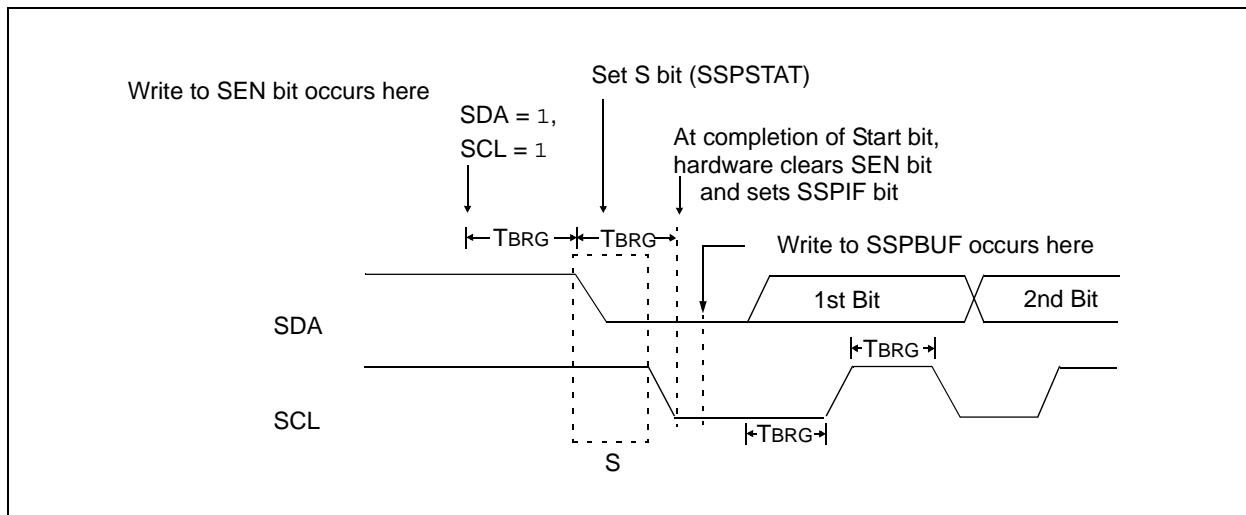 Set S bit (SSPSTAT)
Write to SEN bit occurs here
SDA = 1,
SCL = 1
At completion of Start bit,
hardware clears SEN bit
and sets SSPIF bit
TBRG
TBRG
Write to SSPBUF occurs here
1st Bit
2nd Bit
SDA
TBRG
SCL
TBRG
S